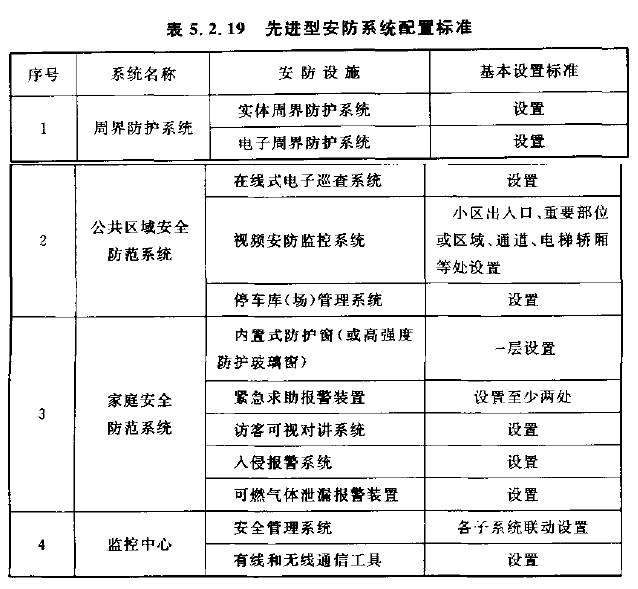 表 5.2.19 先进型安防系统配置标准
序号 系统名称 安防设施 基本设置标准
1 周界防护系统 实体周界防护系统 设置
电子周界防护系统 设置
2 公共区域安全防范系统 在线式电子巡查系统 设置
视频安防监控系统 小区出入口、重要部位
或区域、通道、电梯轿厢
等处设置
停车库(场)管理系统 设置
3 家庭安全防范系统 内置式防护窗(或高强度
防护玻璃窗) 一层设置
紧急求助报警装置 设置至少两处
访客可视对讲系统 设置
入侵报警系统 设置
可燃气体泄漏报警装置 设置
4 监控中心 安全管理系统 各子系统联动设置
有线和无线通信工具 设置